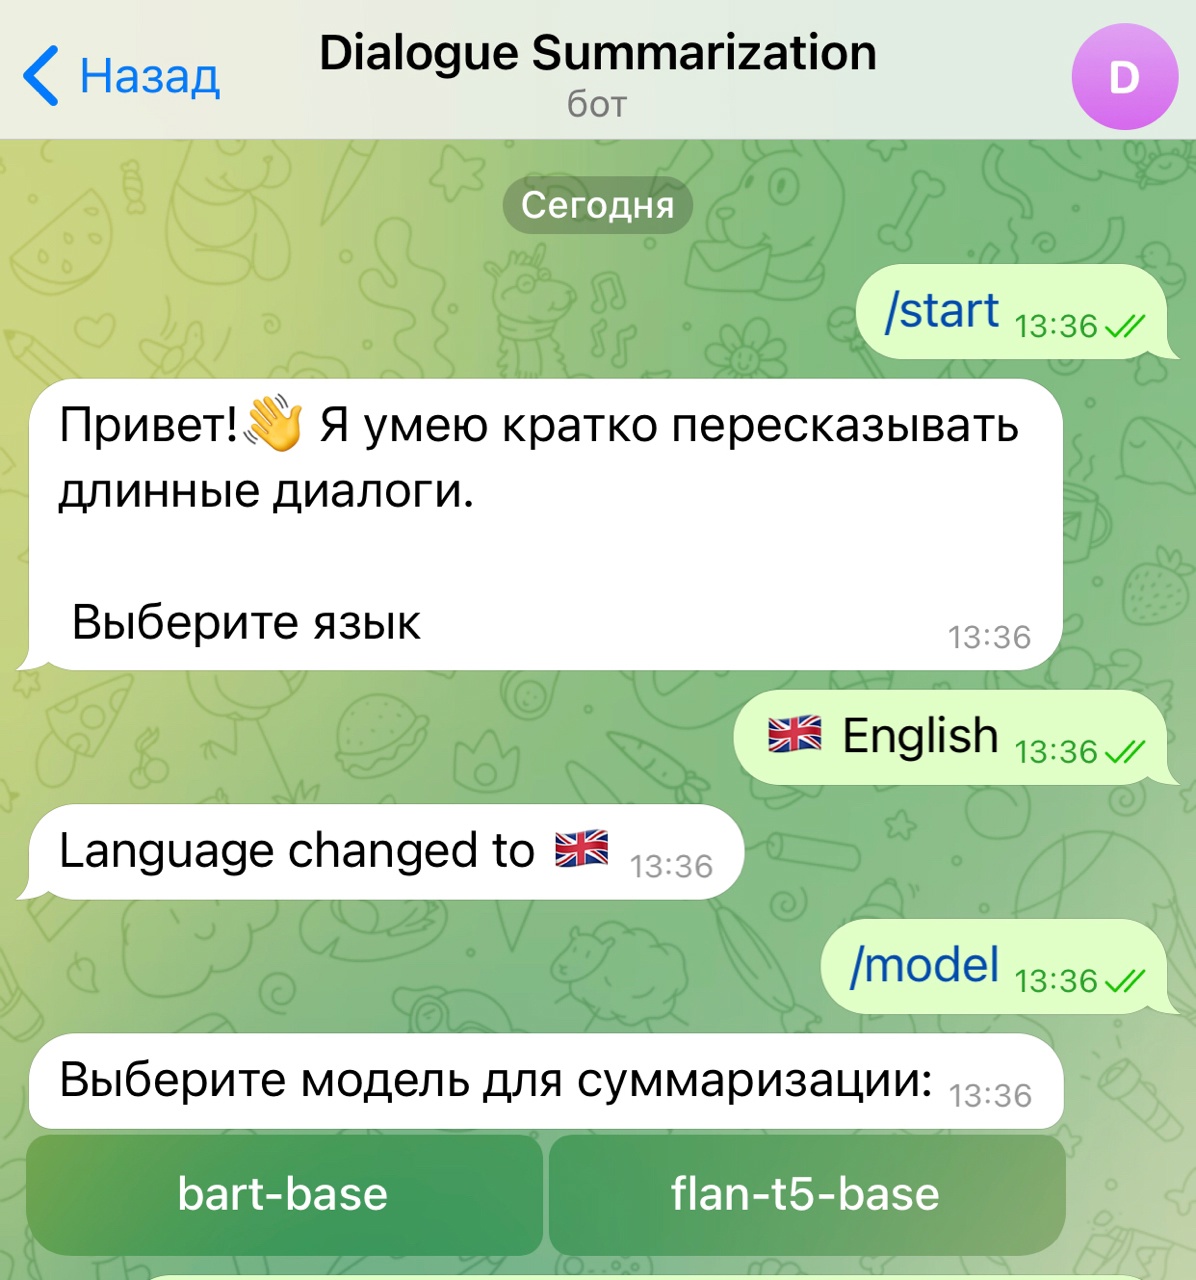 Назад
Dialogue Summarization
бот
D
Сегодня
/start 13:36
Привет!👋 Я умею кратко пересказывать
длинные диалоги.
Выберите язык
13:36
🇬🇧 English 13:36
Language changed to 🇬🇧 13:36
/model 13:36
Выберите модель для суммаризации: 13:36
bart-base
flan-t5-base